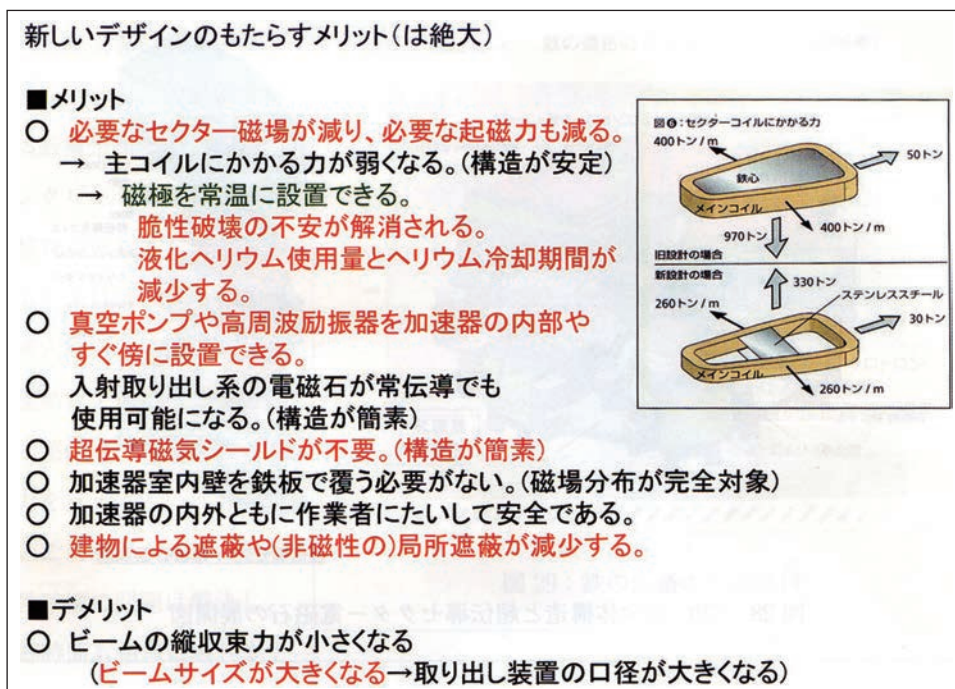 新しいデザインのもたらすメリット(は絶大)
■メリット
○ 必要なセクター磁場が減り、必要な起磁力も減る。
→ 主コイルにかかる力が弱くなる。(構造が安定)
→ 磁極を常温に設置できる。
脆性破壊の不安が解消される。
液化ヘリウム使用量とヘリウム冷却期間が
減少する。
○ 真空ポンプや高周波励振器を加速器の内部や
すぐ傍に設置できる。
○ 入射取り出し系の電磁石が常伝導でも
使用可能になる。(構造が簡素)
○ 超伝導磁気シールドが不要。(構造が簡素)
○ 加速器室内壁を鉄板で覆う必要がない。(磁場分布が完全対象)
○ 加速器の内外ともに作業者にたいして安全である。
○ 建物による遮蔽や(非磁性の)局所遮蔽が減少する。
■デメリット
○ ビームの縦収束力が小さくなる
(ビームサイズが大きくなる→取り出し装置の口径が大きくなる)
図❻:セクターコイルにかかる力
400トン/m
50トン
鉄心
メインコイル
970トン
400トン/m
旧設計の場合
新設計の場合
330トン
260トン/m
ステンレススチール
30トン
メインコイル
260トン/m